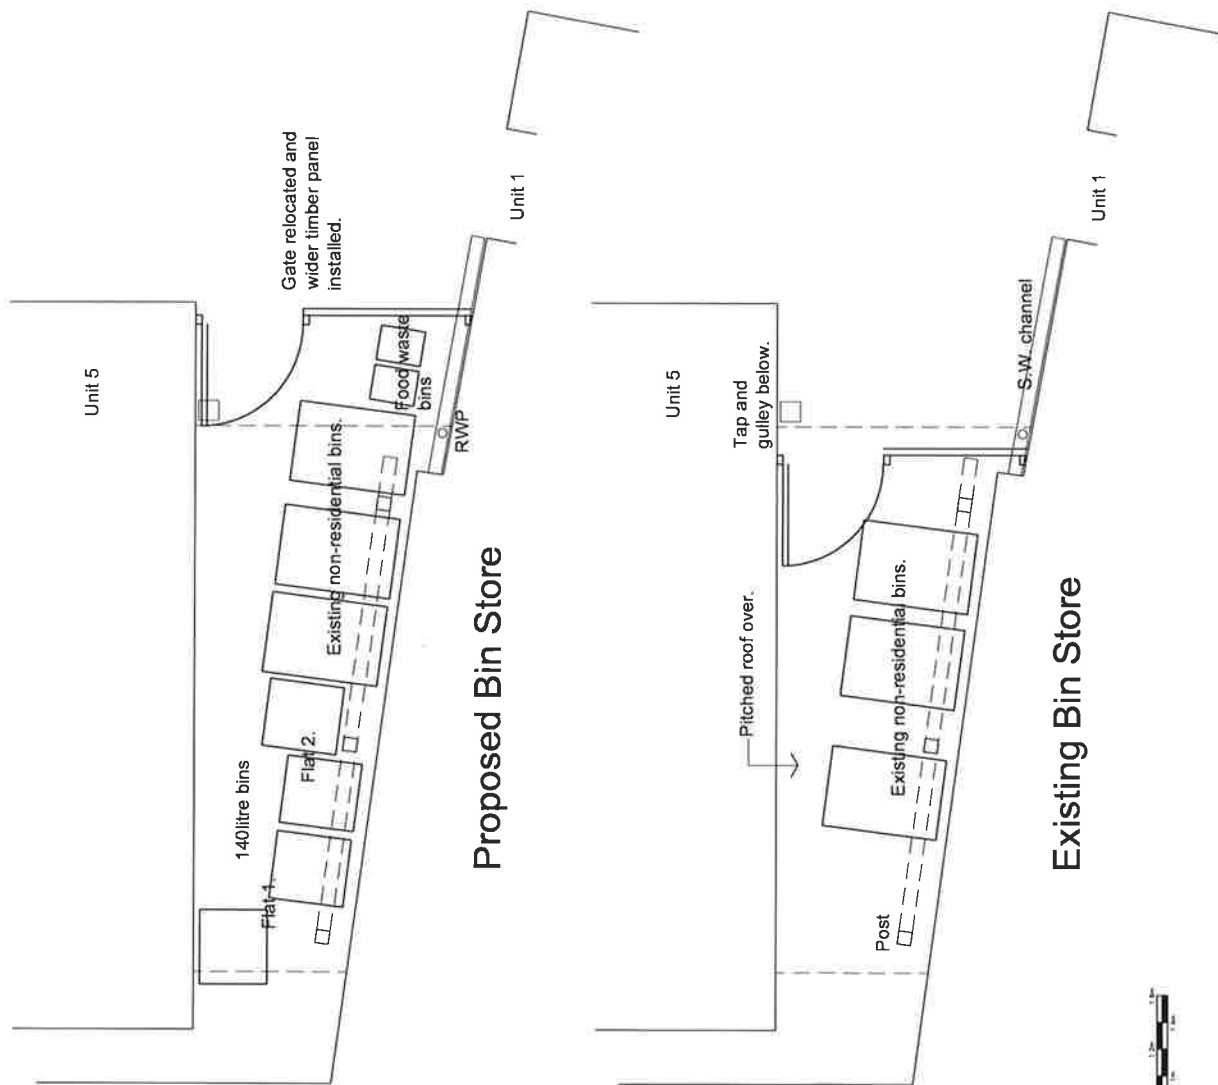 Unit 5
Gate relocated and
wider timber panel
installed.
Unit 1
Food waste
bins
RWP
Existing non-residential bins.
Flat 2.
140litre bins
Flat 1.
Proposed Bin Store
Unit 5
Tap and
gulley below.
S.W. channel
Unit 1
Pitched roof over.
Existing non-residential bins.
Post
Existing Bin Store